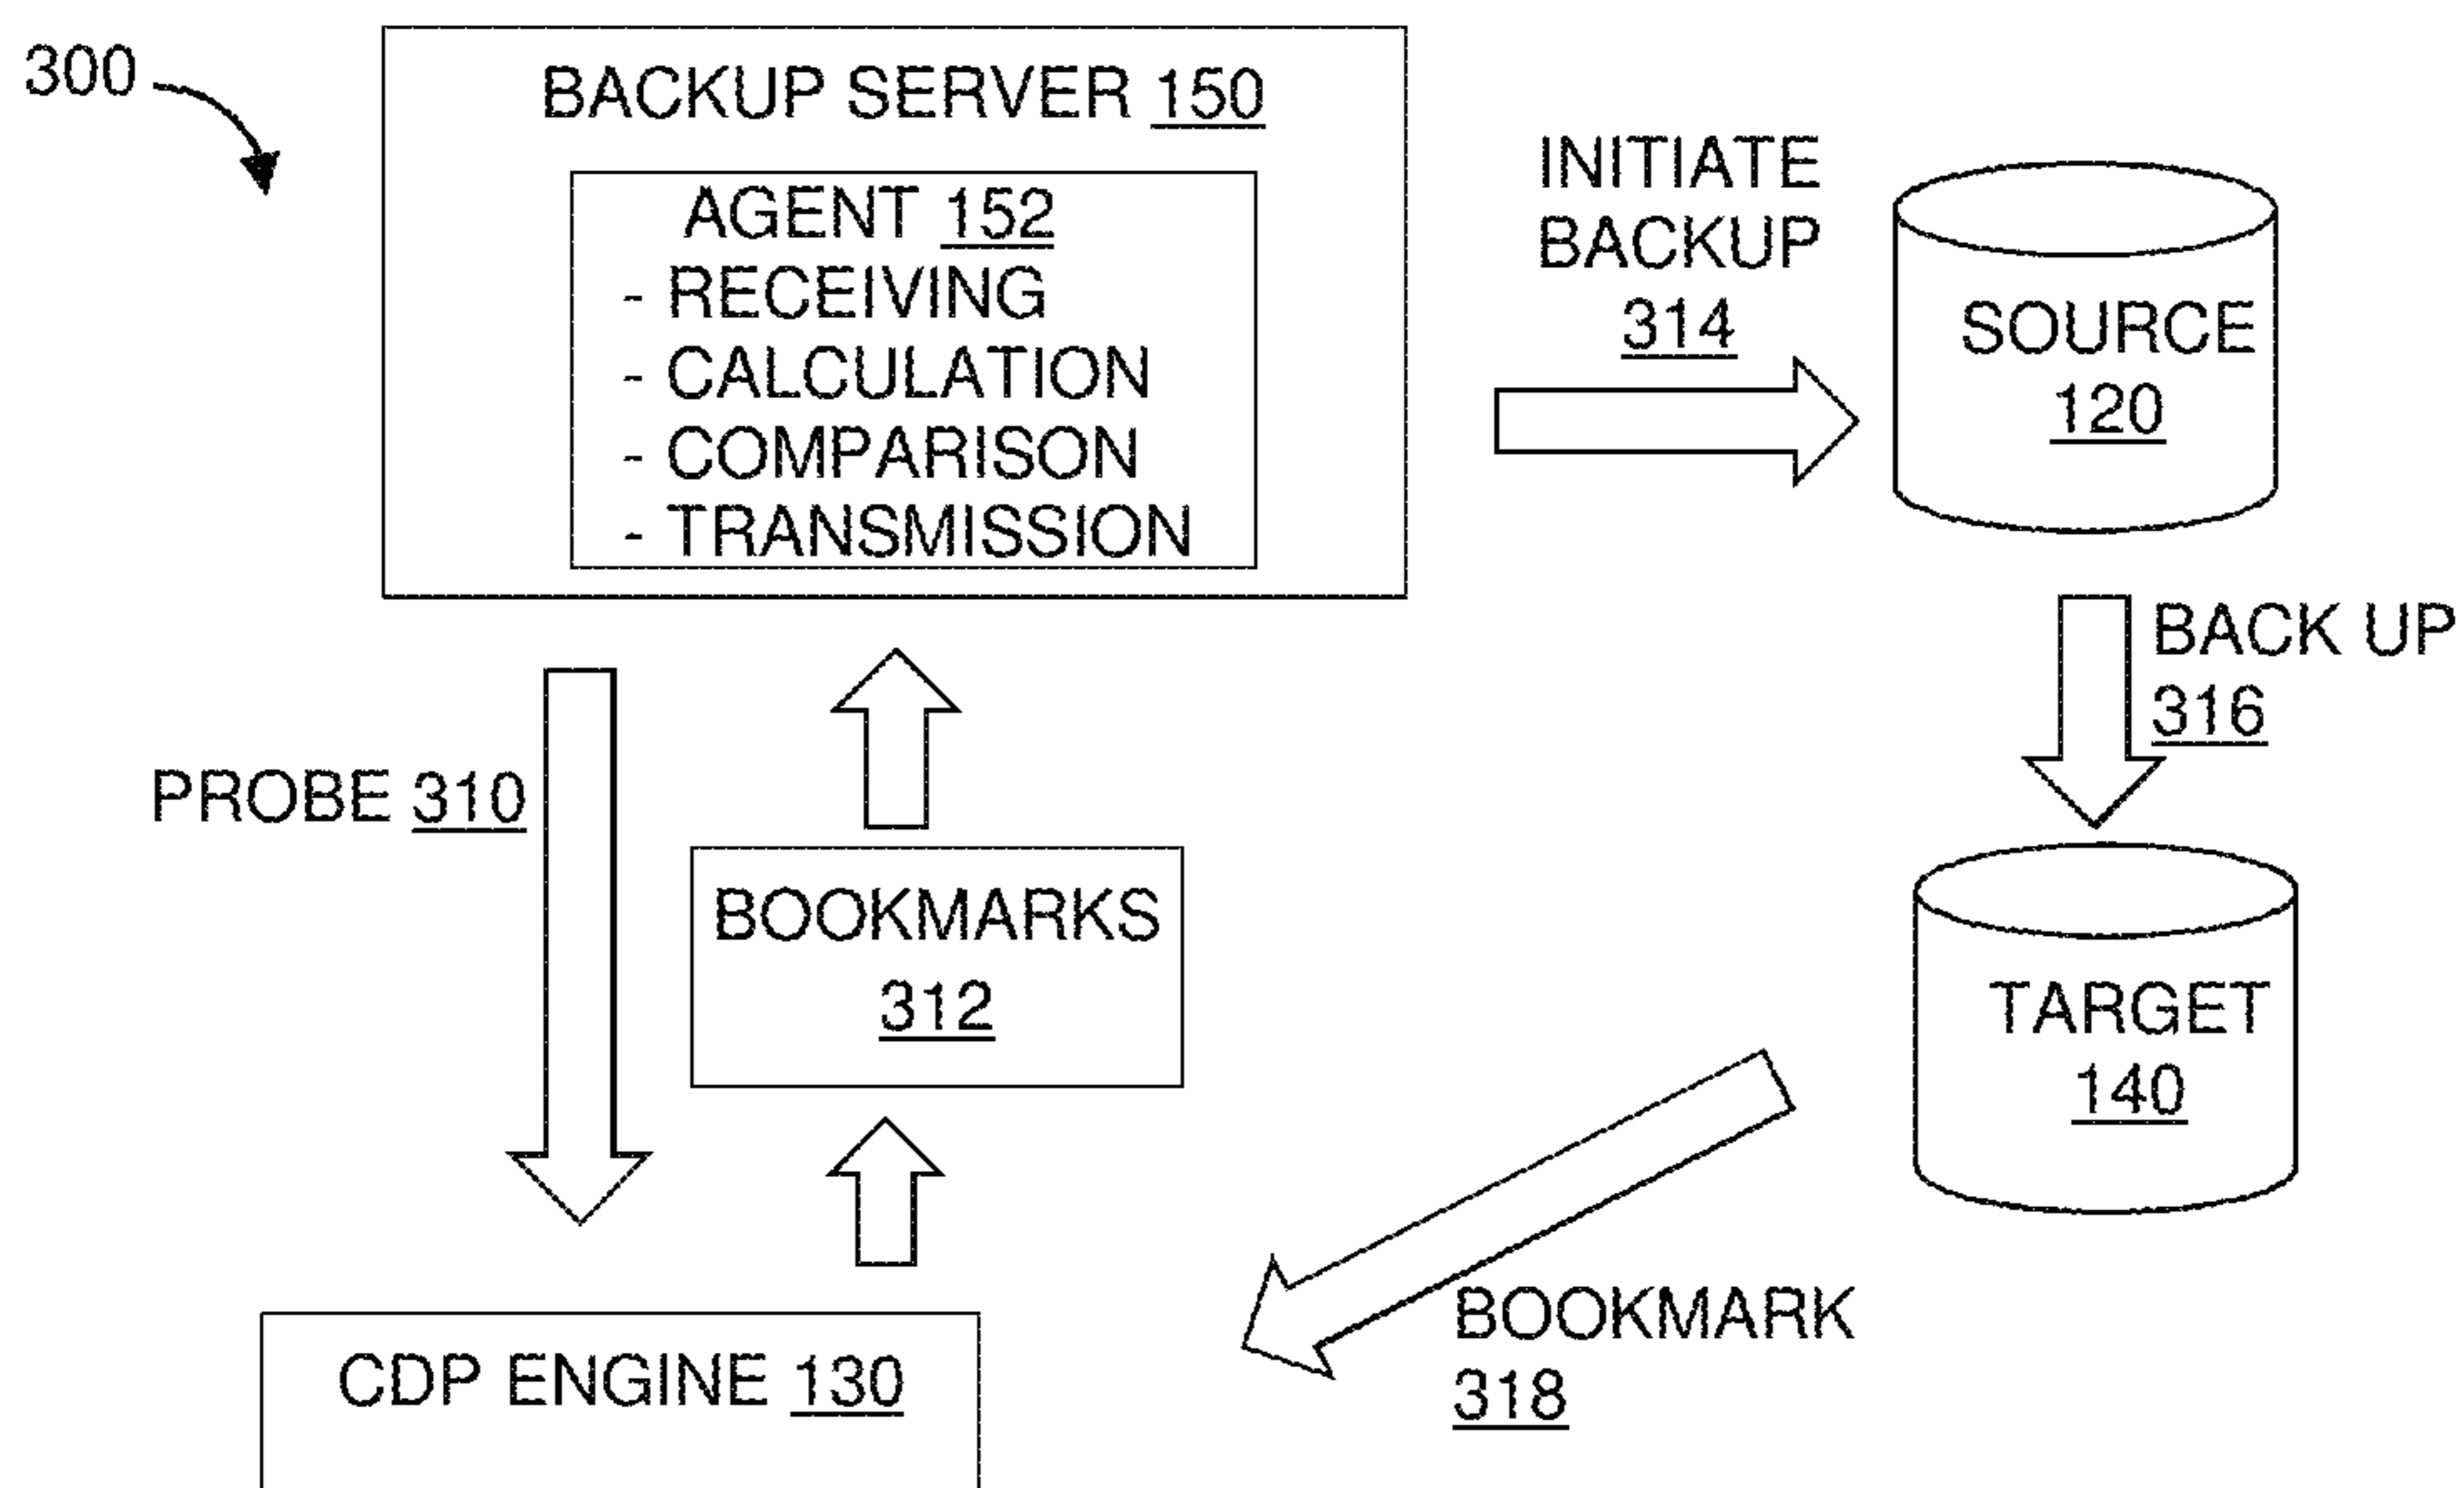 300
BACKUP SERVER 150
AGENT 152
- RECEIVING
- CALCULATION
- COMPARISON
- TRANSMISSION
INITIATE
BACKUP
314
SOURCE
120
BACK UP
316
PROBE 310
BOOKMARKS
312
TARGET
140
BOOKMARK
318
CDP ENGINE 130